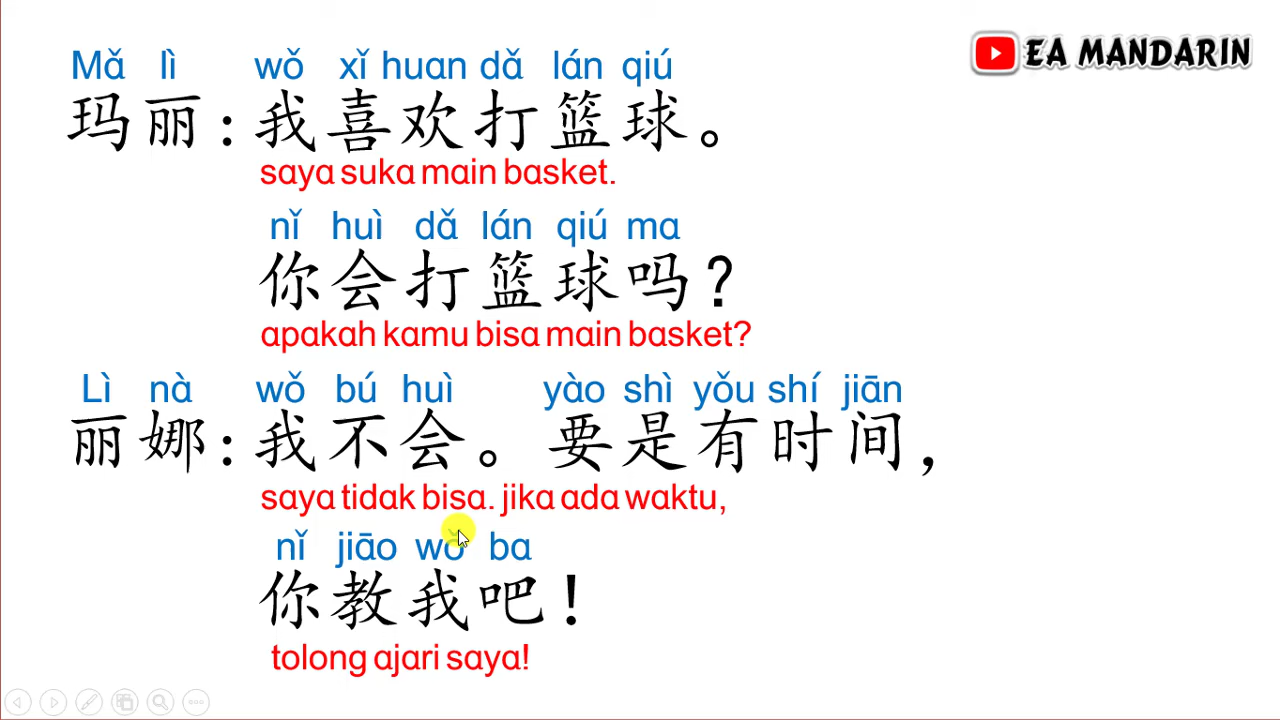 EA MANDARIN
Mǎ lì wǒ xǐ huan dǎ lán qiú
玛丽：我喜欢打篮球。
saya suka main basket.
nǐ huì dǎ lán qiú ma
你会打篮球吗？
apakah kamu bisa main basket?
Lì nà wǒ bú huì yào shì yǒu shí jiān
丽娜：我不会。要是有时间，
saya tidak bisa. jika ada waktu,
nǐ jiāo wǒ ba
你教我吧！
tolong ajari saya!